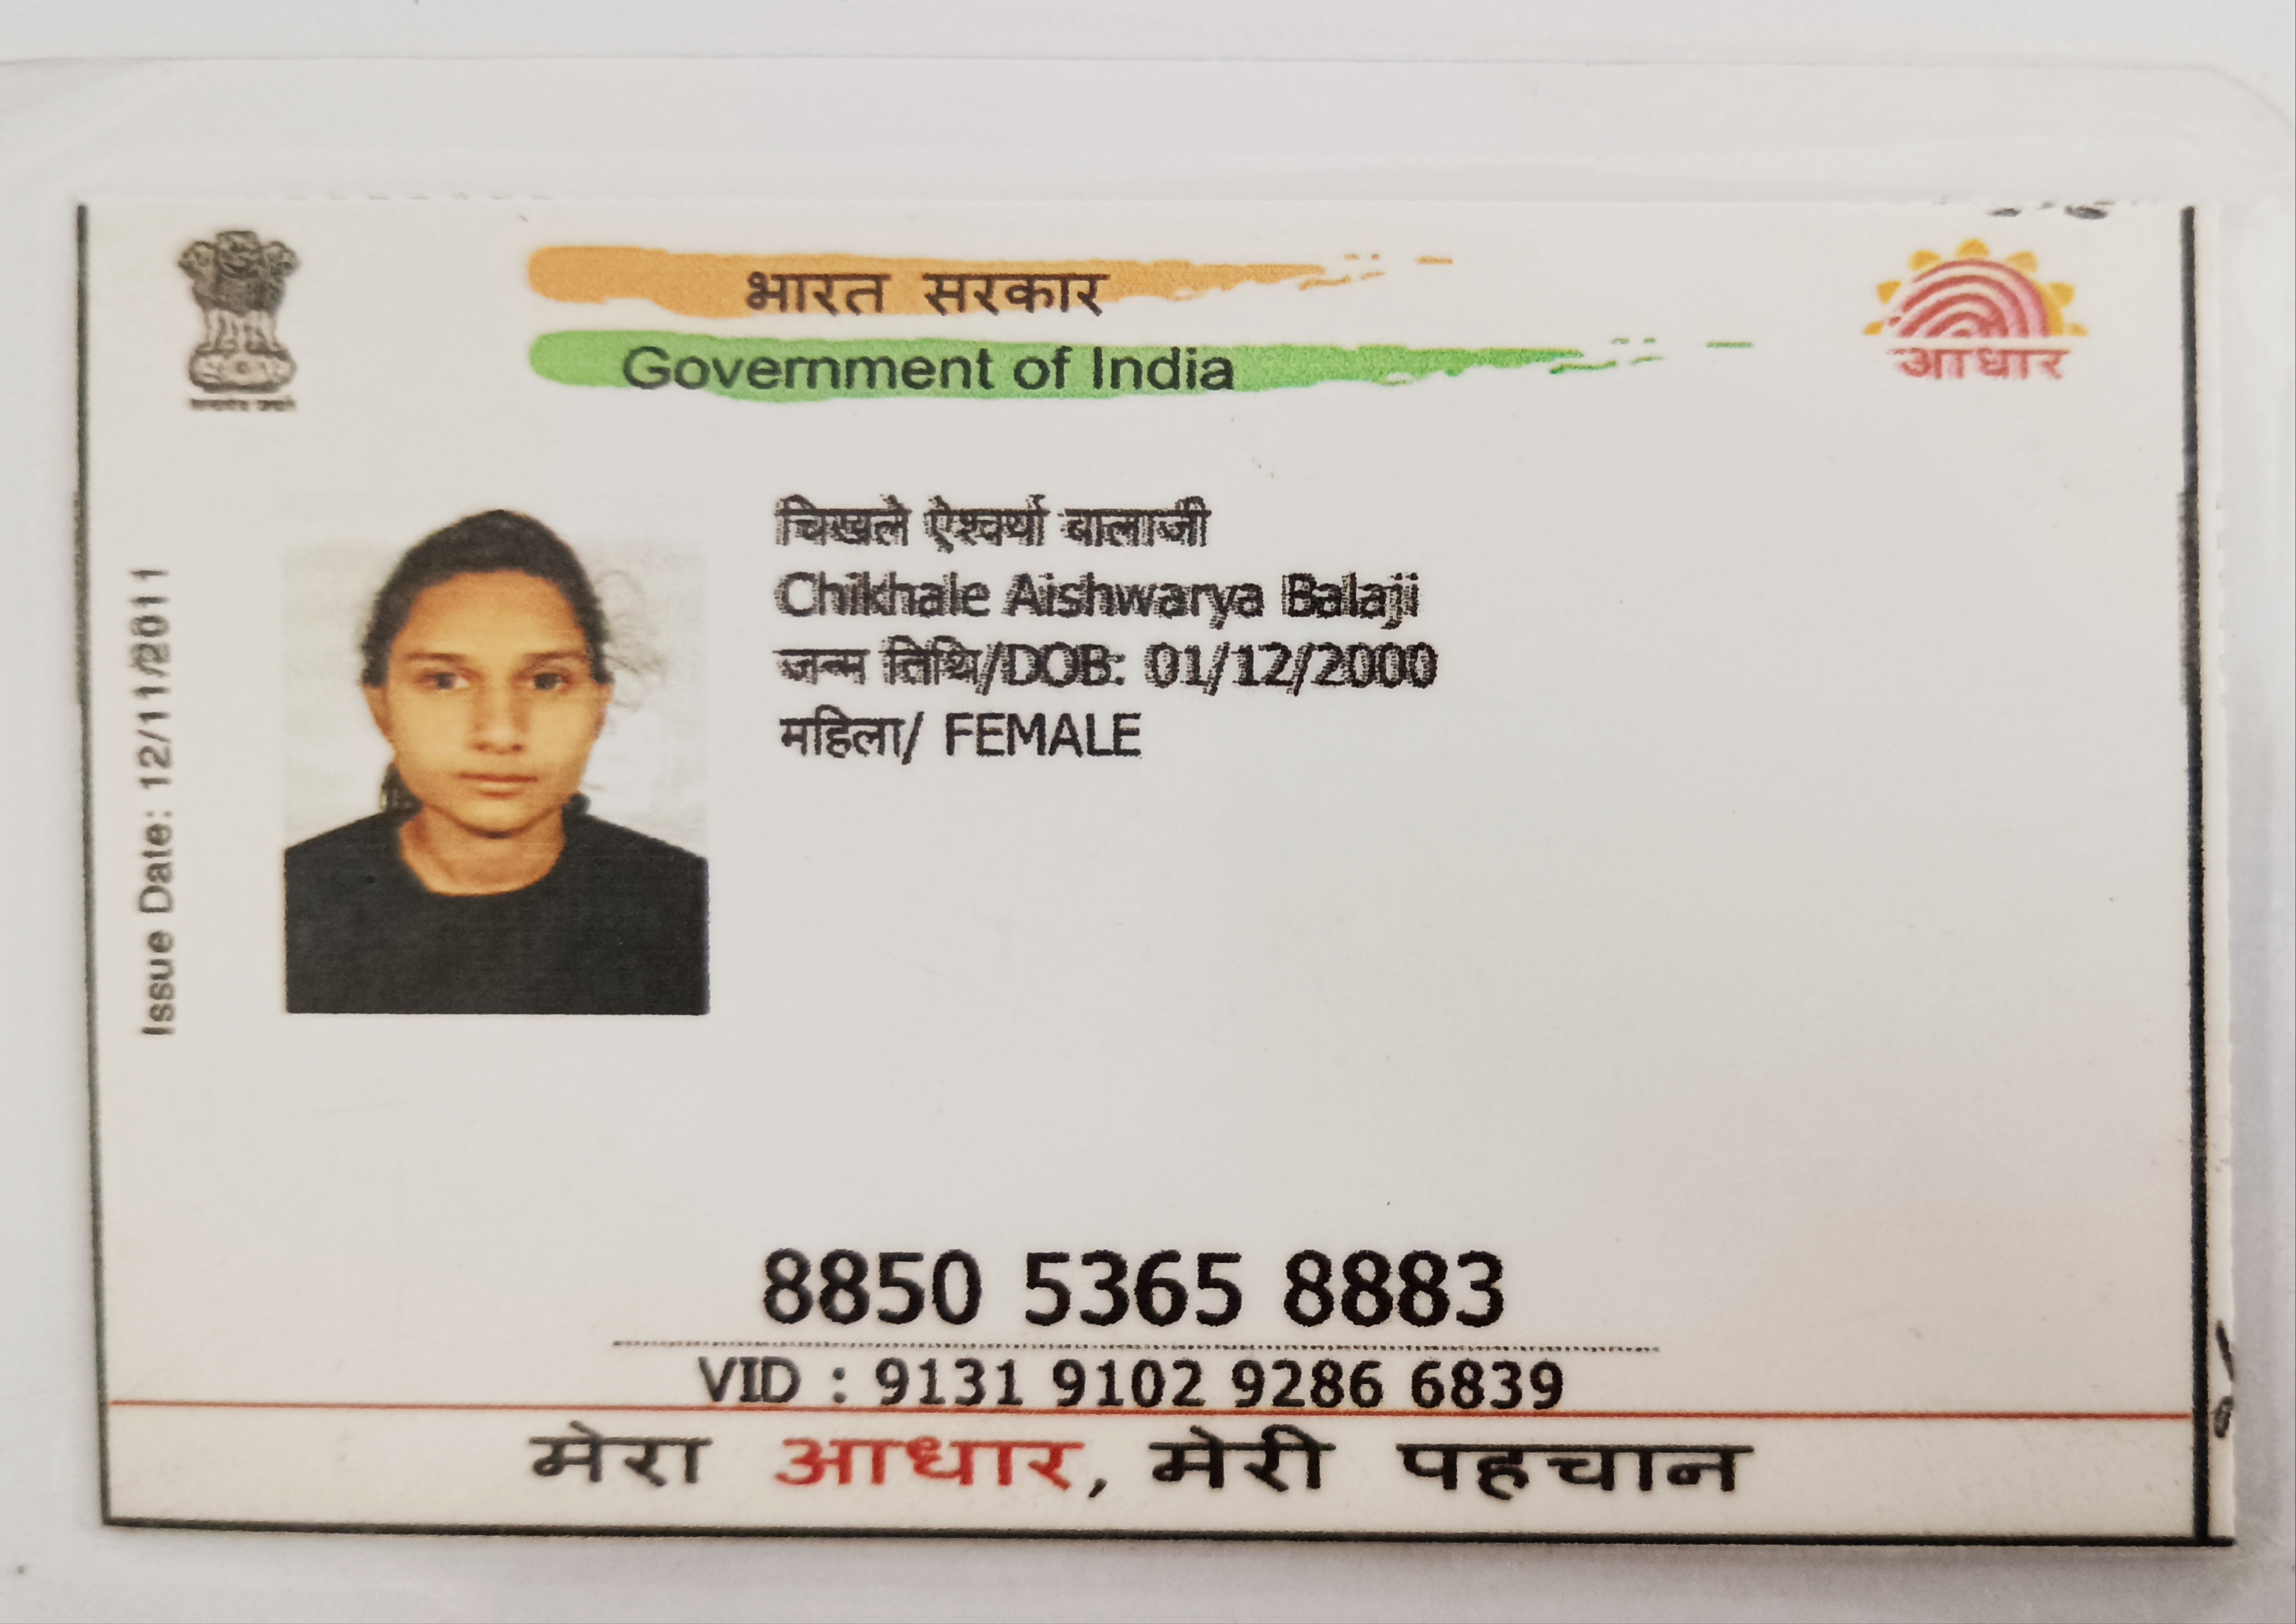 भारत सरकार
Government of India
आधार
Issue Date: 12/11/2011
चिखले ऐश्वर्या बालाजी
Chikhale Aishwarya Balaji
जन्म तिथि/DOB: 01/12/2000
महिला/ FEMALE
8850 5365 8883
VID : 9131 9102 9286 6839
मेरा आधार, मेरी पहचान